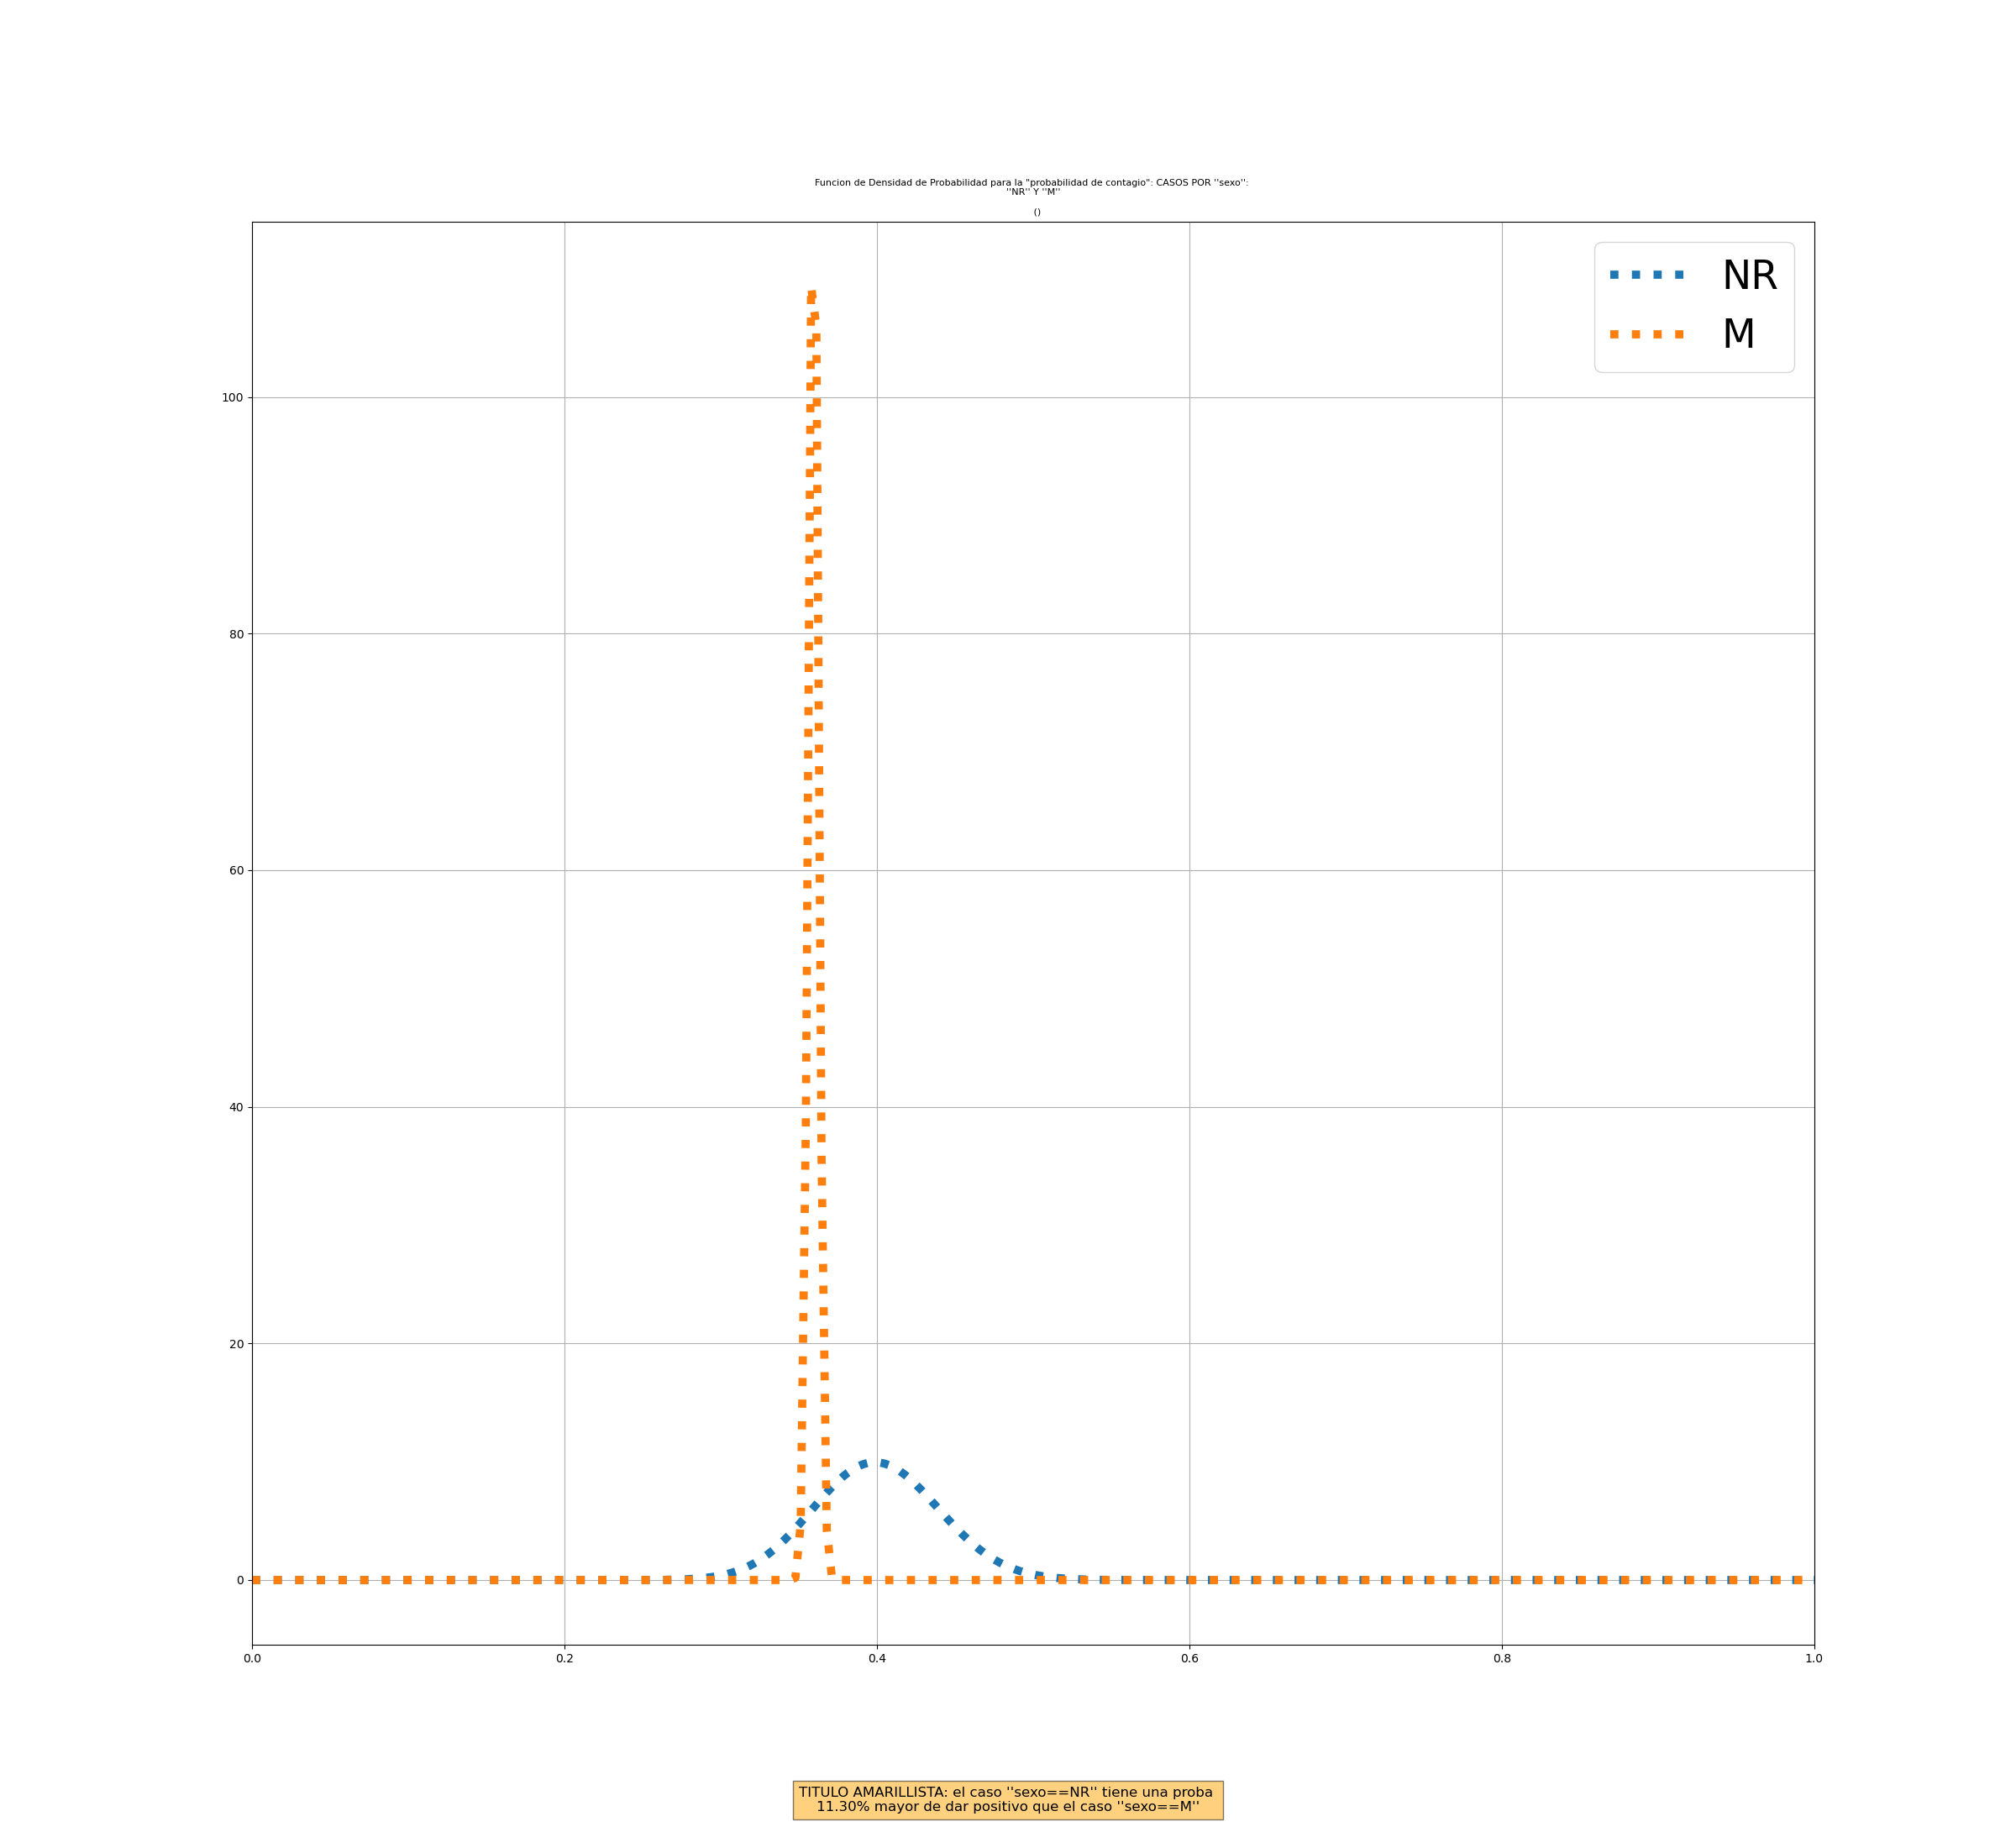 Funcion de Densidad de Probabilidad para la "probabilidad de contagio": CASOS POR ''sexo'':
''NR'' Y ''M''
()
NR
M
100
80
60
40
20
0
0.0 0.2 0.4 0.6 0.8 1.0
TITULO AMARILLISTA: el caso ''sexo==NR'' tiene una proba
11.30% mayor de dar positivo que el caso ''sexo==M''